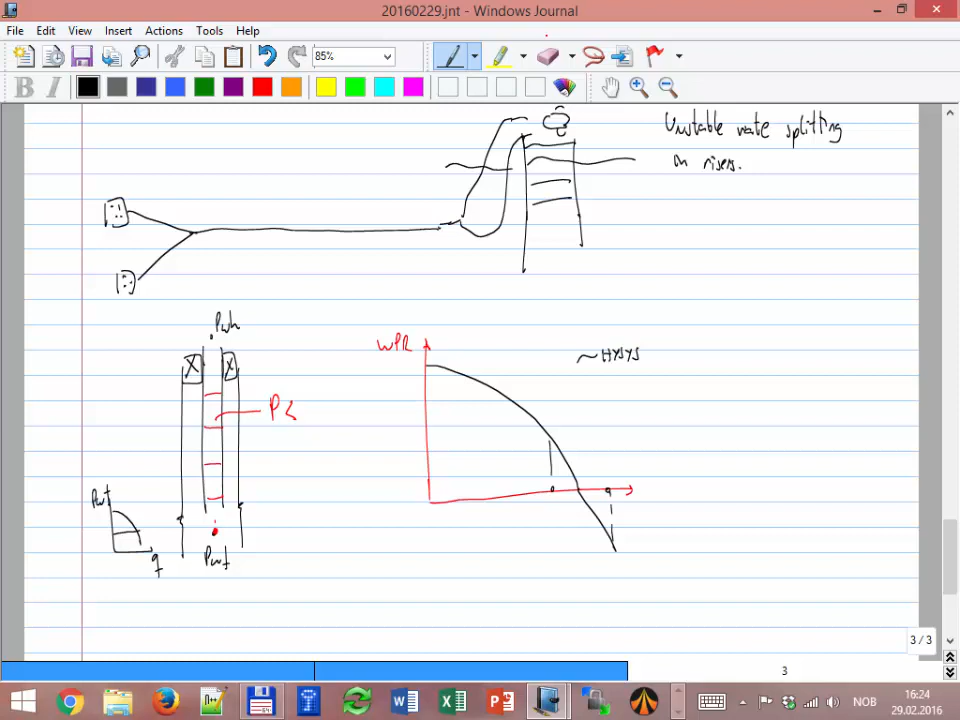 20160229.jnt - Windows Journal
File Edit View Insert Actions Tools Help
85%
B I
Unstable rate splitting
on risers.
Pwh
WPR
~HYSYS
Pwf
q
Pwf
3 / 3
3
NOB
16:24
29.02.2016